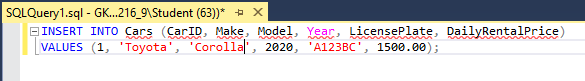 SQLQuery1.sql - GK...216_9\Student (63))*
INSERT INTO Cars (CarID, Make, Model, Year, LicensePlate, DailyRentalPrice)
VALUES (1, 'Toyota', 'Corolla', 2020, 'A123BC', 1500.00);